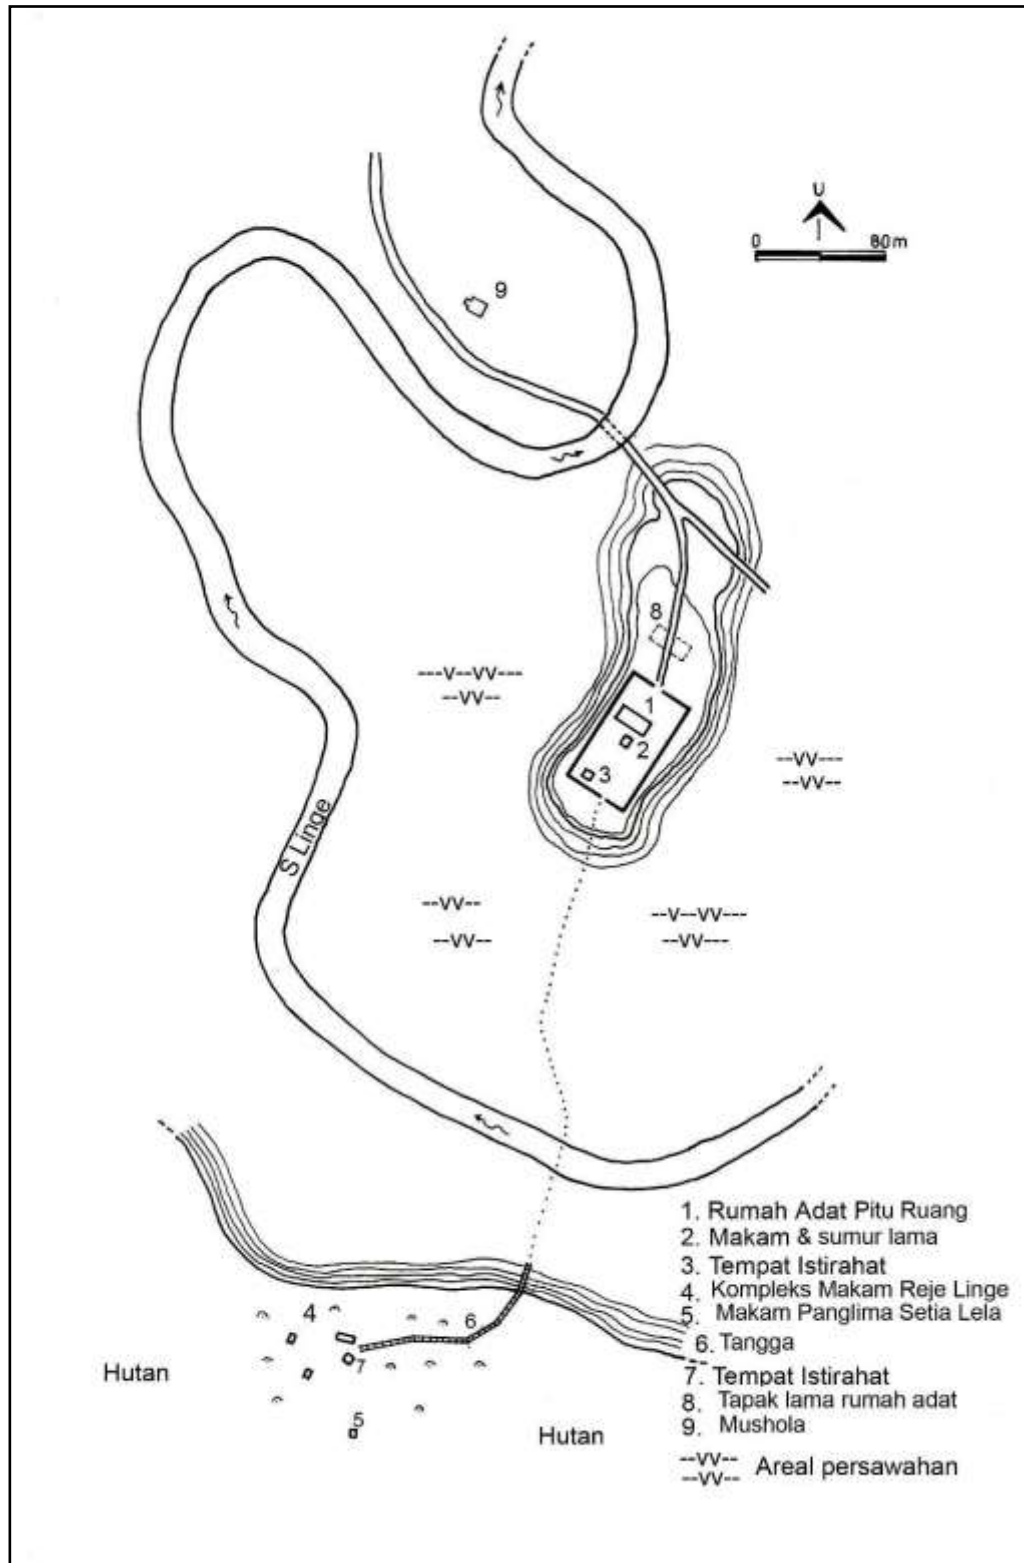 U
0 80m
9
8
1
2
3
---V--VV---
--VV--
--VV---
--VV--
S Linge
--VV--
--VV--
---V--VV---
--VV---
4
6
7
5
Hutan
Hutan
1. Rumah Adat Pitu Ruang
2. Makam & sumur lama
3. Tempat Istirahat
4. Kompleks Makam Reje Linge
5. Makam Panglima Setia Lela
6. Tangga
7. Tempat Istirahat
8. Tapak lama rumah adat
9. Mushola
--VV-- Areal persawahan
--VV--